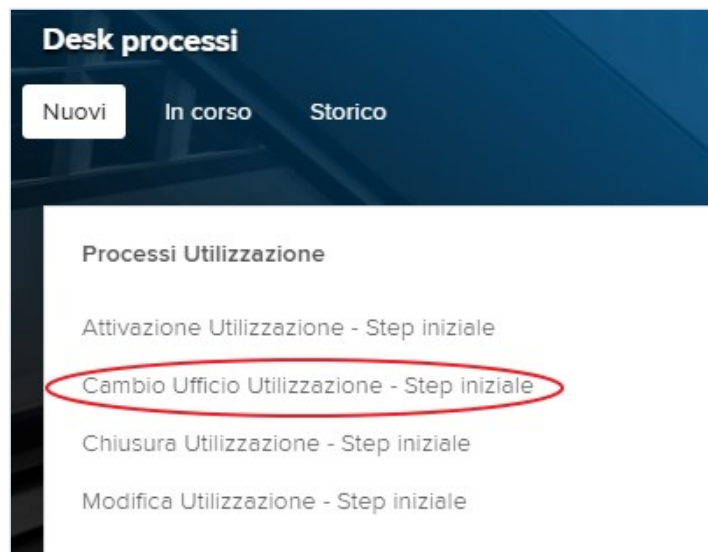 Desk processi
Nuovi In corso Storico
Processi Utilizzazione
Attivazione Utilizzazione - Step iniziale
Cambio Ufficio Utilizzazione - Step iniziale
Chiusura Utilizzazione - Step iniziale
Modifica Utilizzazione - Step iniziale